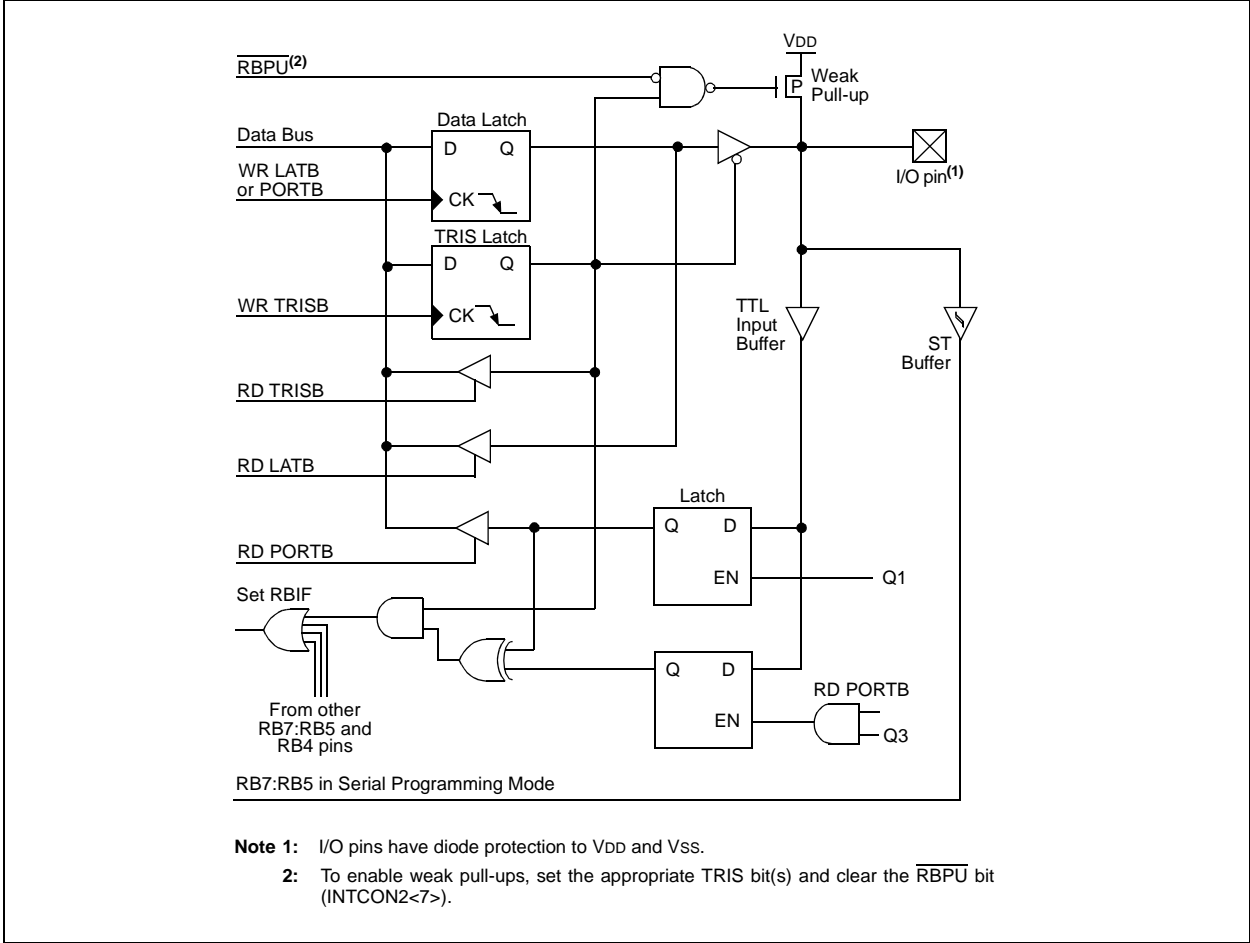 VDD
RBPU(2)
Weak
Pull-up
P
Data Latch
Data Bus
D Q
WR LATB
or PORTB
CK
I/O pin(1)
TRIS Latch
D Q
WR TRISB
CK
TTL
Input
Buffer
ST
Buffer
RD TRISB
RD LATB
Latch
Q D
RD PORTB
EN
Q1
Set RBIF
Q D
RD PORTB
EN
Q3
From other
RB7:RB5 and
RB4 pins
RB7:RB5 in Serial Programming Mode
Note 1: I/O pins have diode protection to VDD and VSS.
2: To enable weak pull-ups, set the appropriate TRIS bit(s) and clear the RBPU bit
(INTCON2<7>).